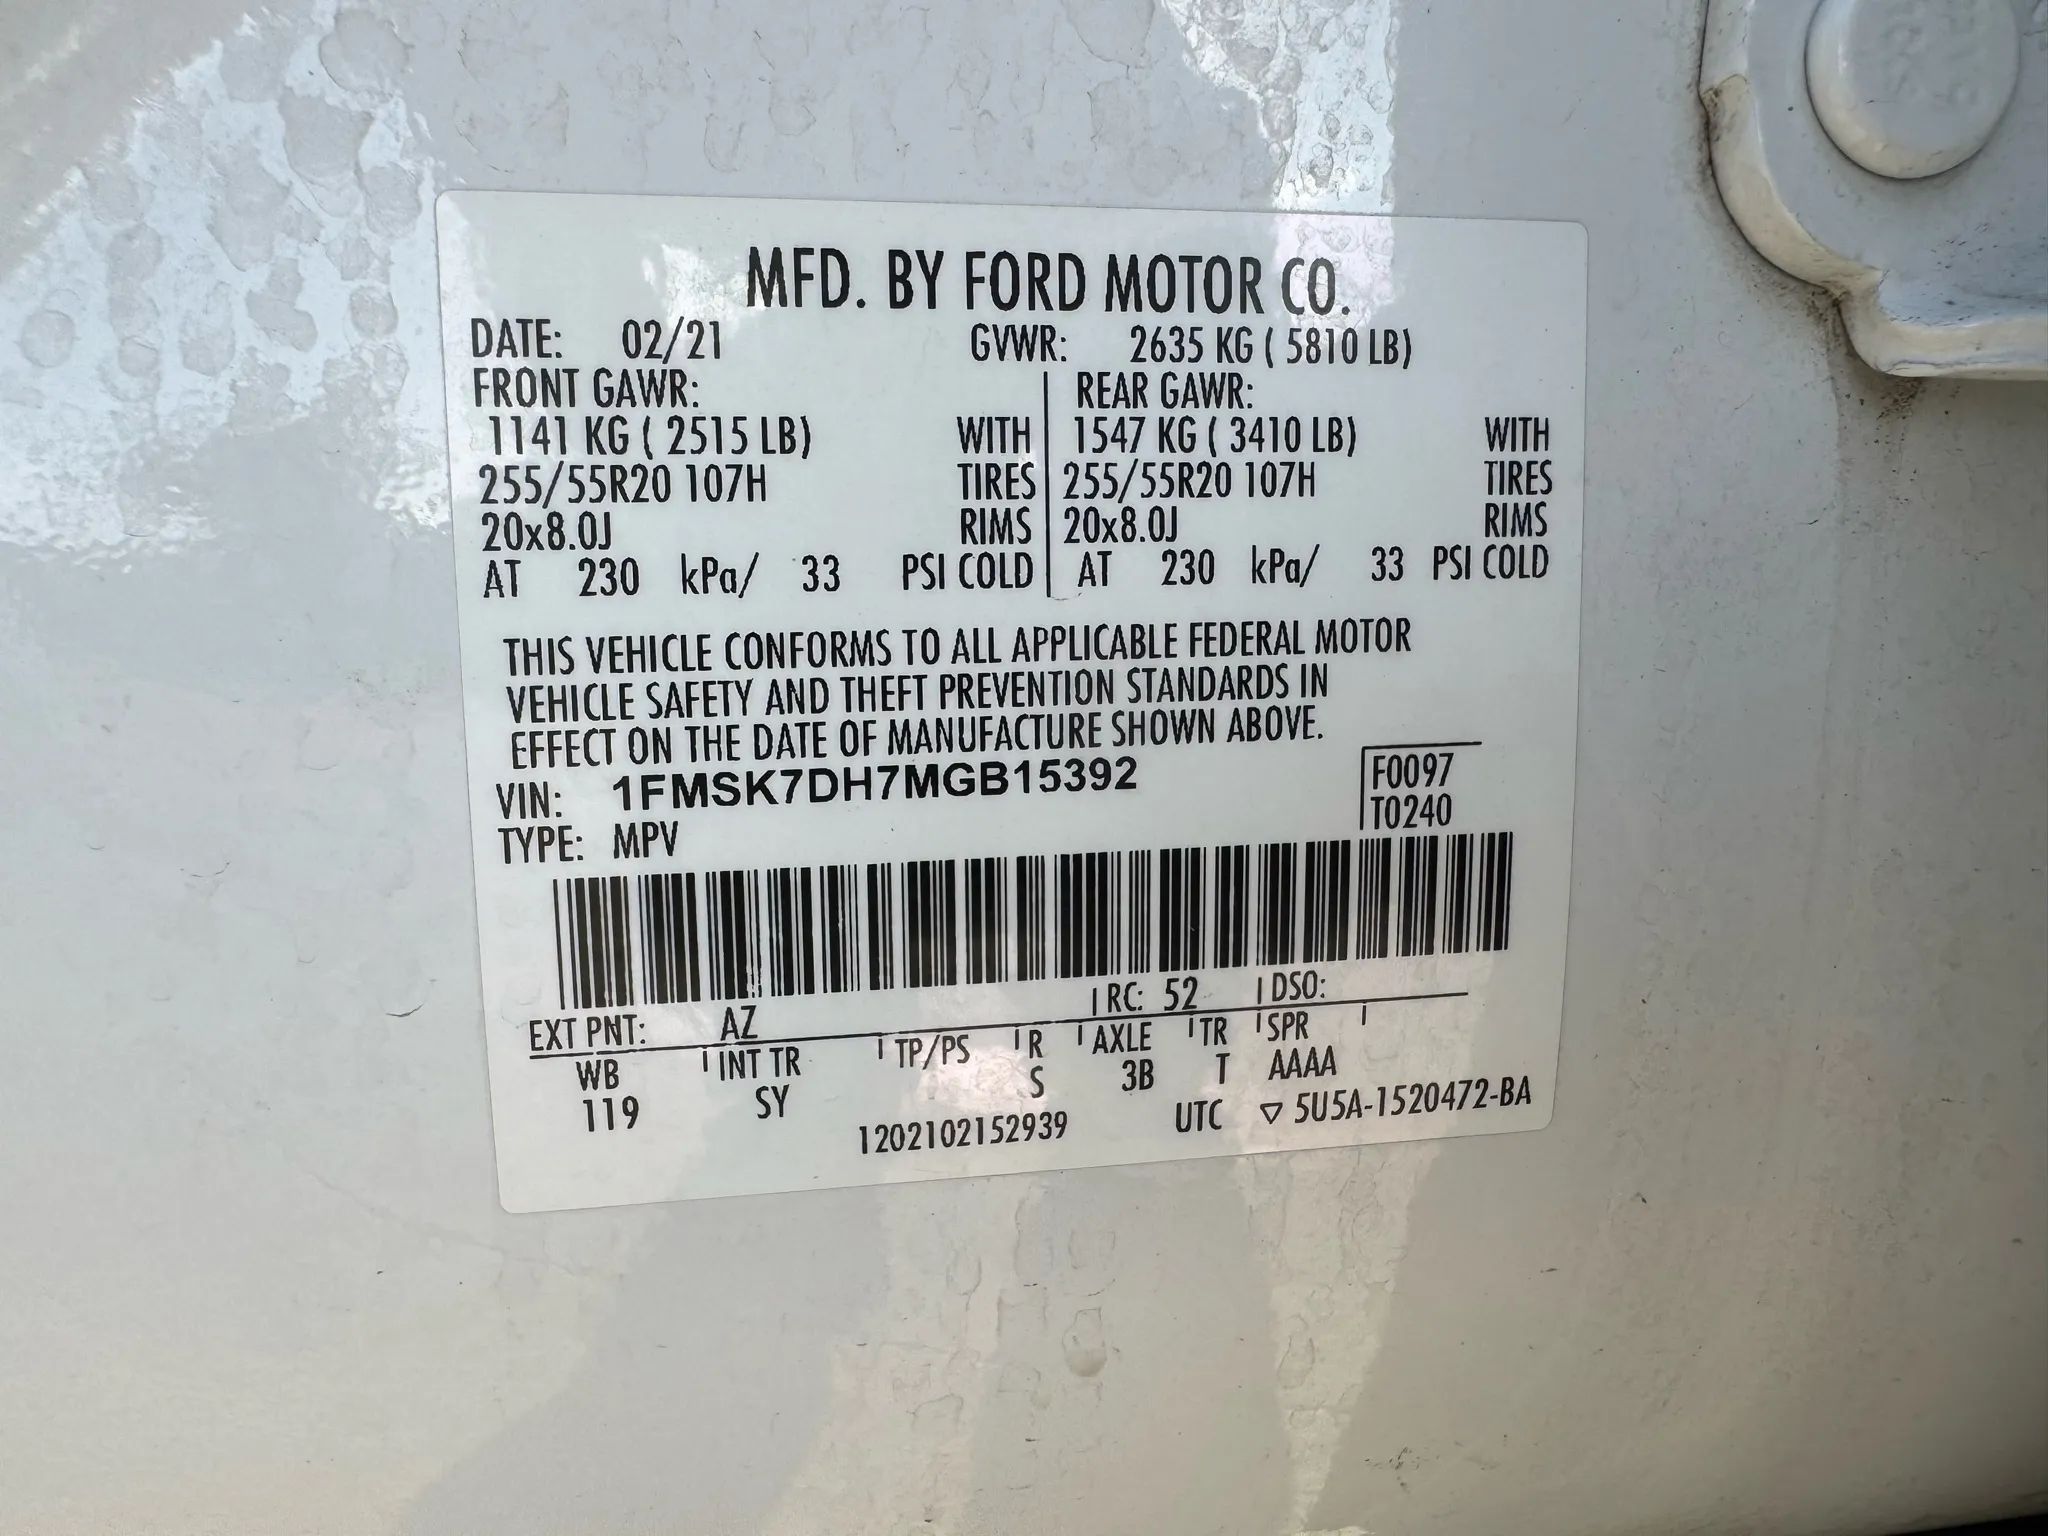 MFD. BY FORD MOTOR CO.
DATE: 02/21 GVWR: 2635 KG ( 5810 LB)
FRONT GAWR: REAR GAWR:
1141 KG ( 2515 LB) WITH 1547 KG ( 3410 LB) WITH
255/55R20 107H TIRES 255/55R20 107H TIRES
20x8.0J RIMS 20x8.0J RIMS
AT 230 kPa/ 33 PSI COLD AT 230 kPa/ 33 PSI COLD
THIS VEHICLE CONFORMS TO ALL APPLICABLE FEDERAL MOTOR
VEHICLE SAFETY AND THEFT PREVENTION STANDARDS IN
EFFECT ON THE DATE OF MANUFACTURE SHOWN ABOVE.
VIN: 1FMSK7DH7MGB15392 F0097
TYPE: MPV T0240
EXT PNT: AZ RC: 52 DSO:
WB INT TR TP/PS R AXLE TR SPR
119 SY S 3B T AAAA
1202102152939 UTC ▽ 5U5A-1520472-BA